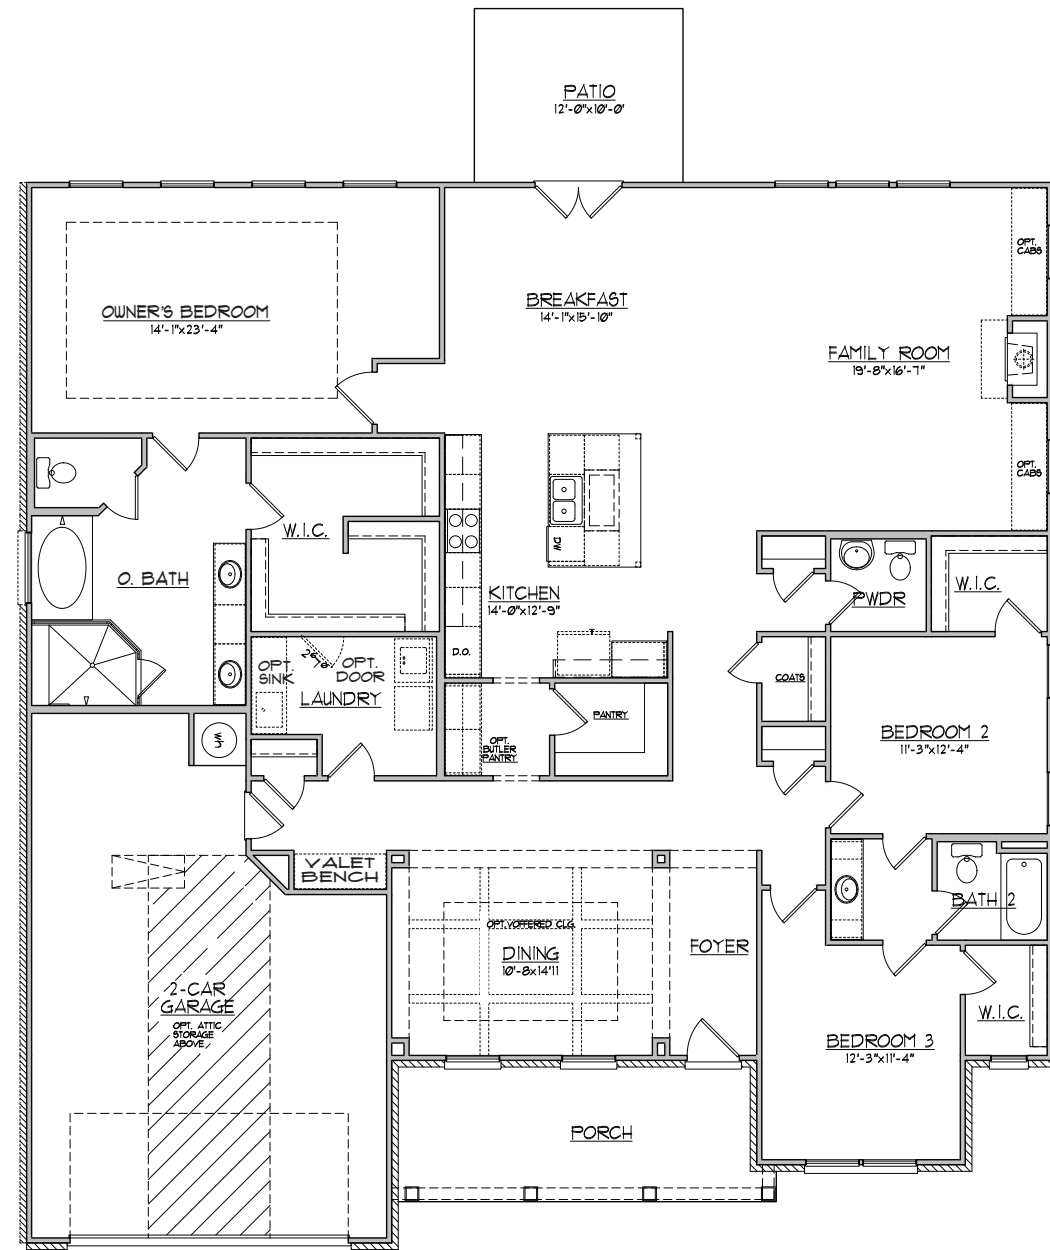 PATIO
12'-0"x10'-0"
OPT.
CABS
BREAKFAST
14'-1"x15'-10"
OWNER'S BEDROOM
14'-1"x23'-4"
FAMILY ROOM
19'-8"x16'-7"
OPT.
CABS
W.I.C.
DW
O. BATH
KITCHEN
14'-0"x12'-9"
PWDR
W.I.C.
D.O.
OPT.
SINK
2668
OPT.
DOOR
LAUNDRY
COATS
PANTRY
wh
OPT.
BUTLER
PANTRY
BEDROOM 2
11'-3"x12'-4"
VALET
BENCH
BATH 2
OPT.VOFFERED CLG.
DINING
10'-8x14'11
FOYER
2-CAR
GARAGE
OPT. ATTIC
STORAGE
ABOVE
W.I.C.
BEDROOM 3
12'-3"x11'-4"
PORCH